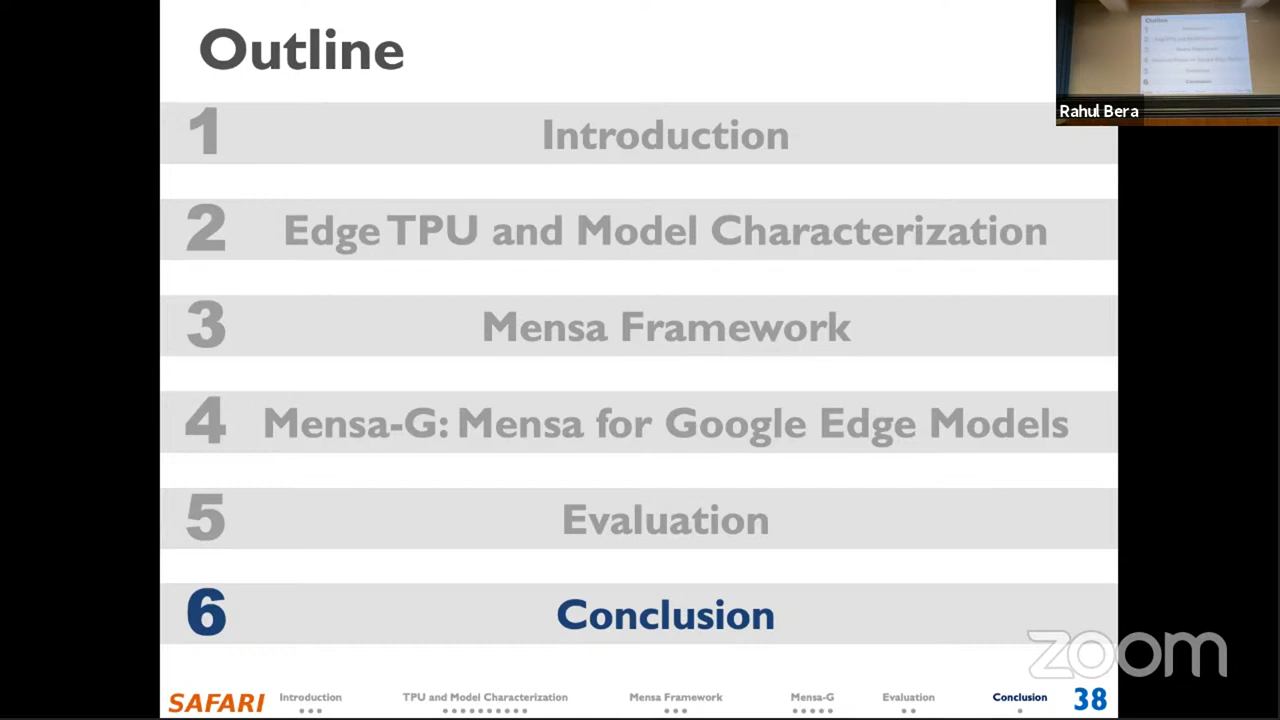 Outline
Rahul Bera
1 Introduction
2 Edge TPU and Model Characterization
3 Mensa Framework
4 Mensa-G: Mensa for Google Edge Models
5 Evaluation
6 Conclusion
zoom
SAFARI Introduction TPU and Model Characterization Mensa Framework Mensa-G Evaluation Conclusion 38